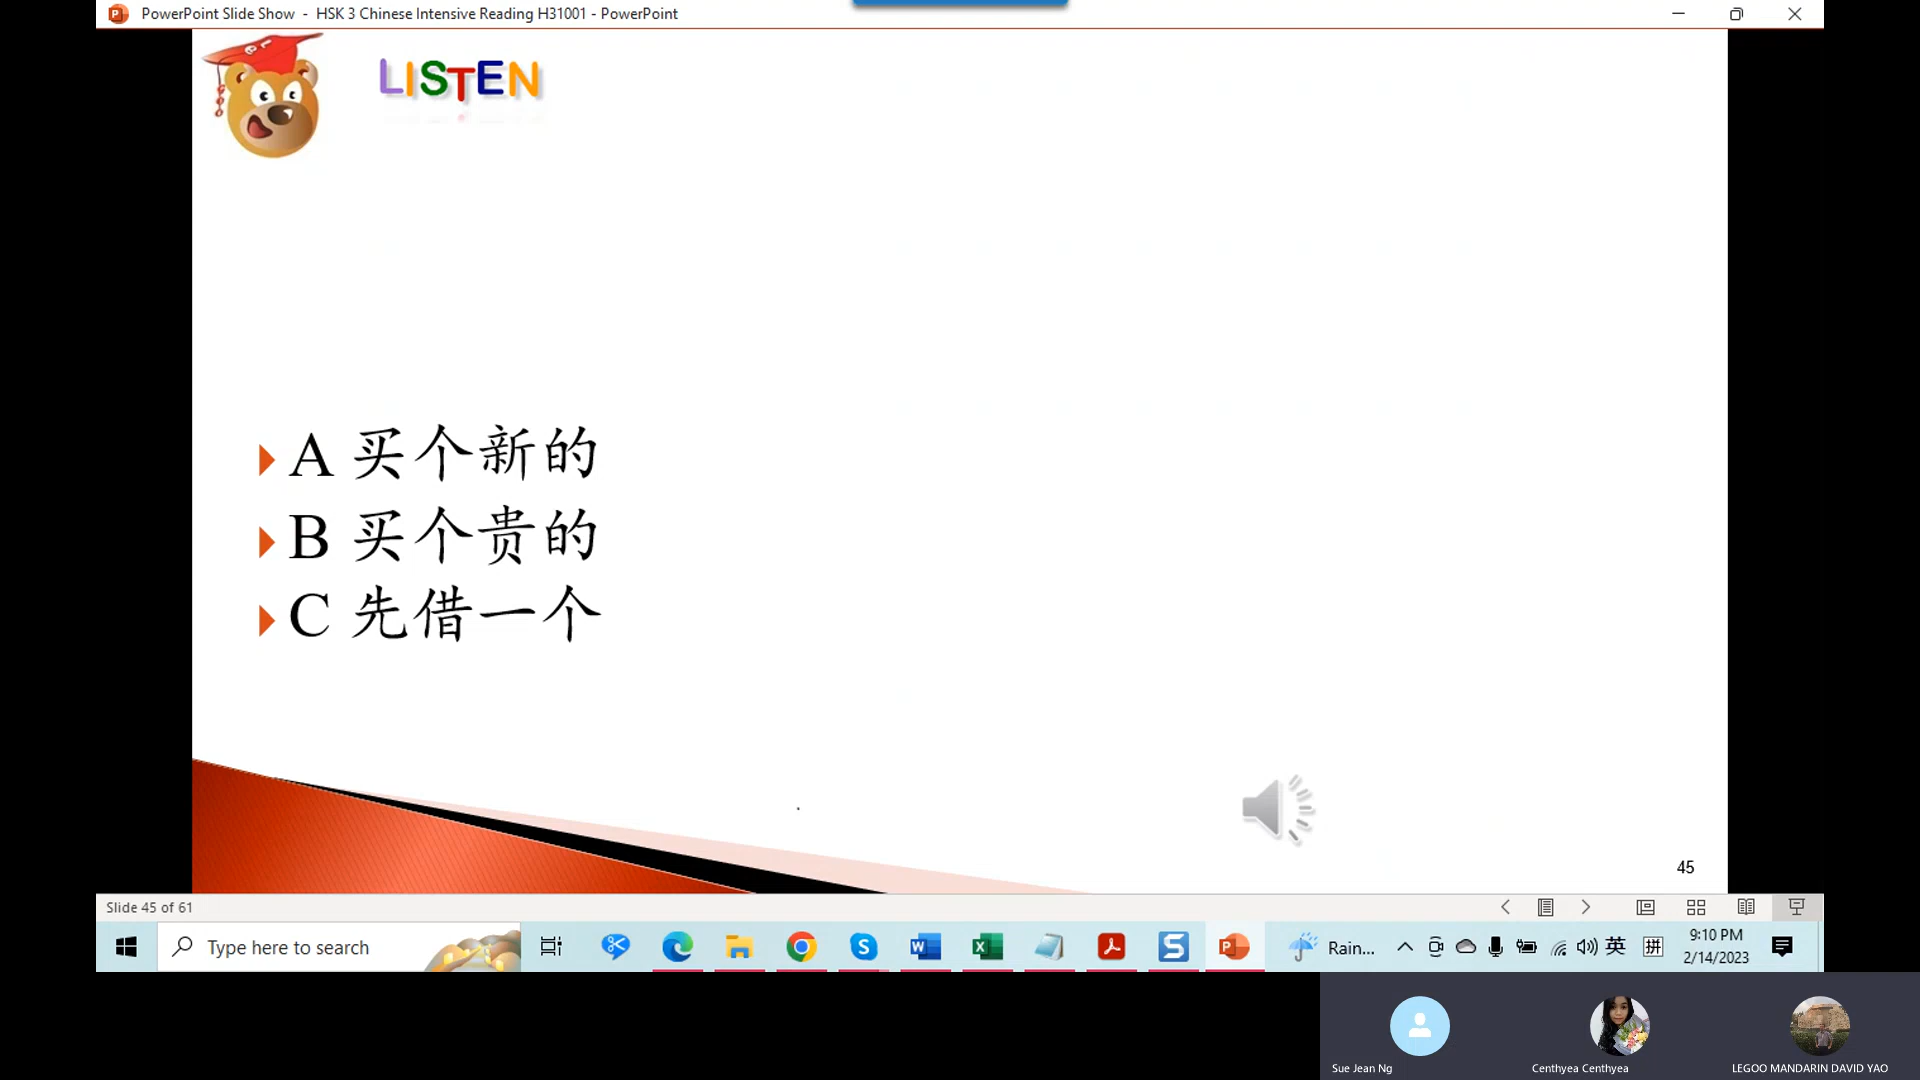 PowerPoint Slide Show - HSK 3 Chinese Intensive Reading H31001 - PowerPoint
LISTEN
A 买个新的
B 买个贵的
C 先借一个
45
Slide 45 of 61
Type here to search
Rain...
英
拼
9:10 PM
2/14/2023
Sue Jean Ng
Centhyea Centhyea
LEGOO MANDARIN DAVID YAO